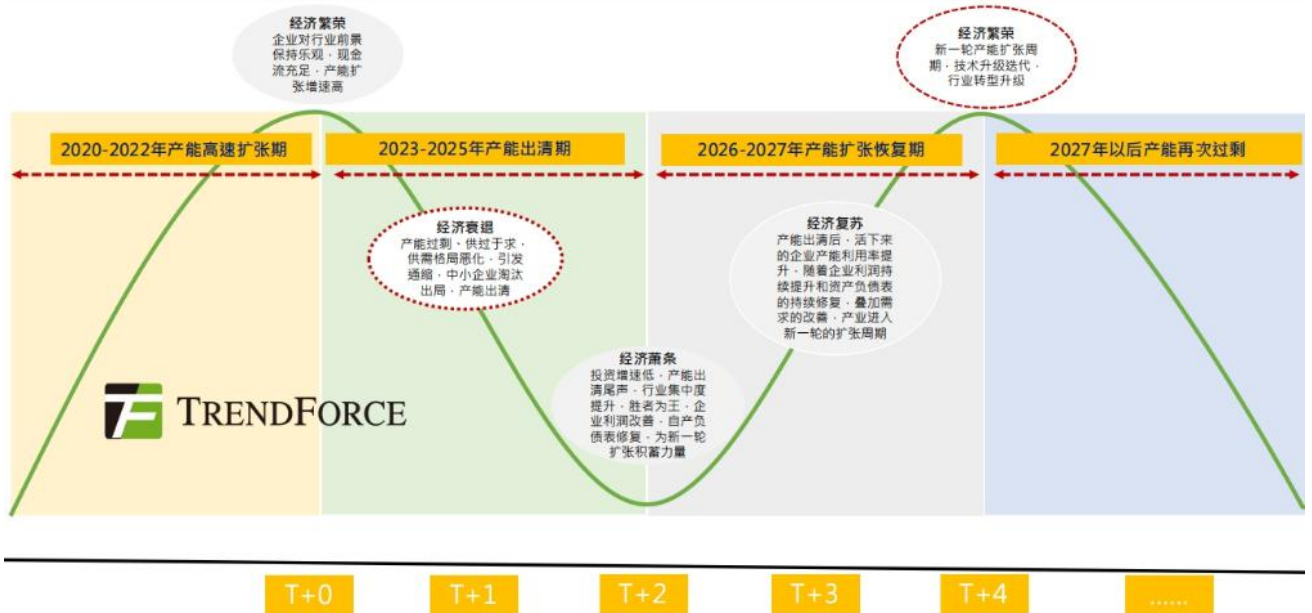 经济繁荣
企业对行业前景
保持乐观，现金
流充足，产能扩
张增速高
经济繁荣
新一轮产能扩张周
期，技术升级迭代，
行业转型升级
2020-2022年产能高速扩张期
2023-2025年产能出清期
2026-2027年产能扩张恢复期
2027年以后产能再次过剩
经济衰退
产能过剩、供过于求，
供需格局恶化，引发
通缩，中小企业淘汰
出局，产能出清
经济复苏
产能出清后，活下来
的企业产能利用率提
升，随着企业利润持
续提升和资产负债表
的持续修复，叠加需
求的改善，产业进入
新一轮的扩张周期
经济萧条
投资增速低，产能出
清尾声，行业集中度
提升，胜者为王，企
业利润改善，自产负
债表修复，为新一轮
扩张积蓄力量
TRENDFORCE
T+0
T+1
T+2
T+3
T+4
......